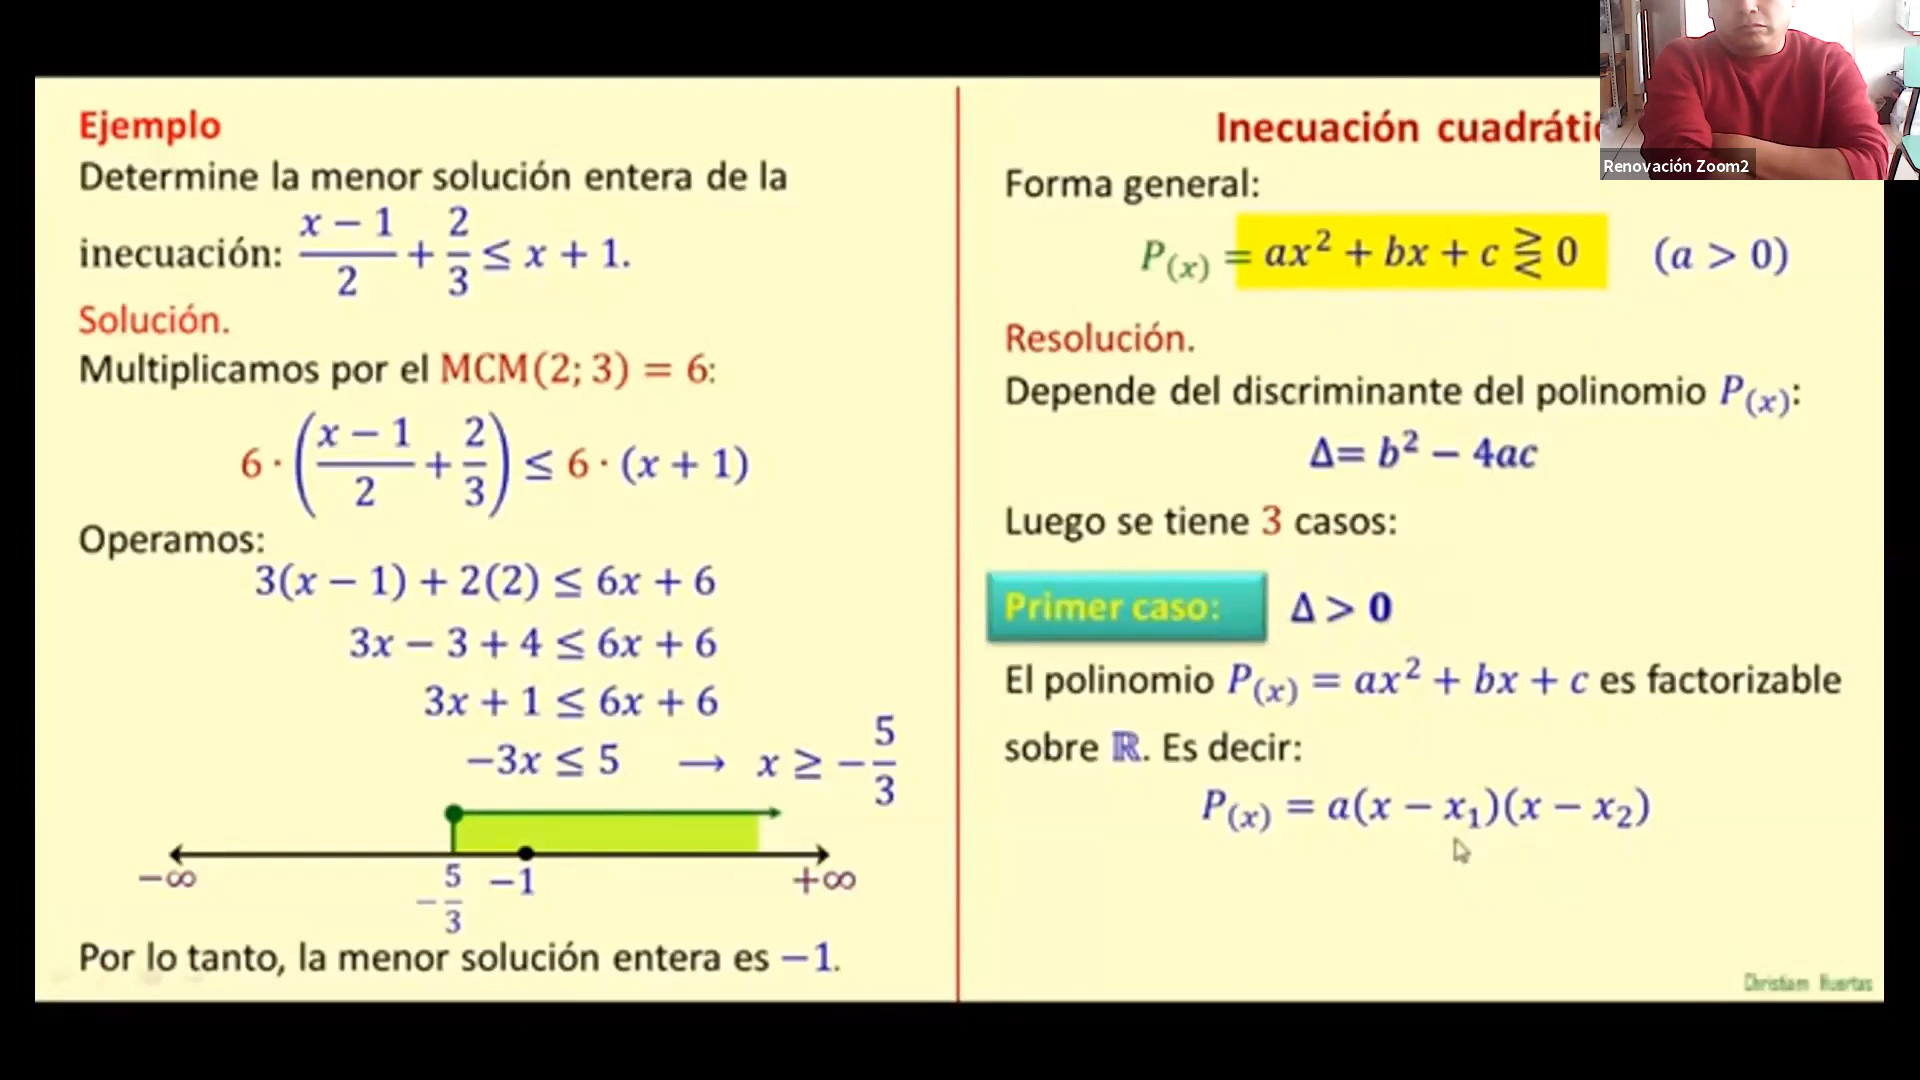 Ejemplo
Determine la menor solución entera de la
inecuación: (x − 1)/2 + 2/3 ≤ x + 1.
Solución.
Multiplicamos por el MCM(2; 3) = 6:
6 · ((x − 1)/2 + 2/3) ≤ 6 · (x + 1)
Operamos:
3(x − 1) + 2(2) ≤ 6x + 6
3x − 3 + 4 ≤ 6x + 6
3x + 1 ≤ 6x + 6
−3x ≤ 5 → x ≥ −5/3
−∞ −5/3 −1 +∞
Por lo tanto, la menor solución entera es −1.
Inecuación cuadráti
Forma general:
P(x) = ax² + bx + c ⋛ 0 (a > 0)
Resolución.
Depende del discriminante del polinomio P(x):
Δ= b² − 4ac
Luego se tiene 3 casos:
Primer caso: Δ > 0
El polinomio P(x) = ax² + bx + c es factorizable
sobre ℝ. Es decir:
P(x) = a(x − x₁)(x − x₂)
Christiam Huertas
Renovación Zoom2